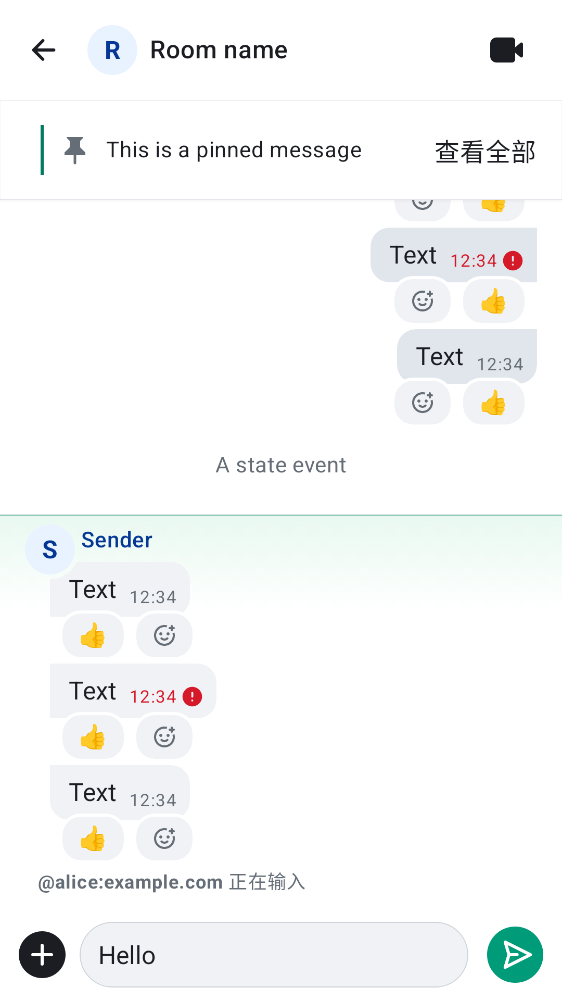 R Room name
This is a pinned message 查看全部
Text 12:34
Text 12:34
A state event
S Sender
Text 12:34
Text 12:34
Text 12:34
@alice:example.com 正在输入
Hello